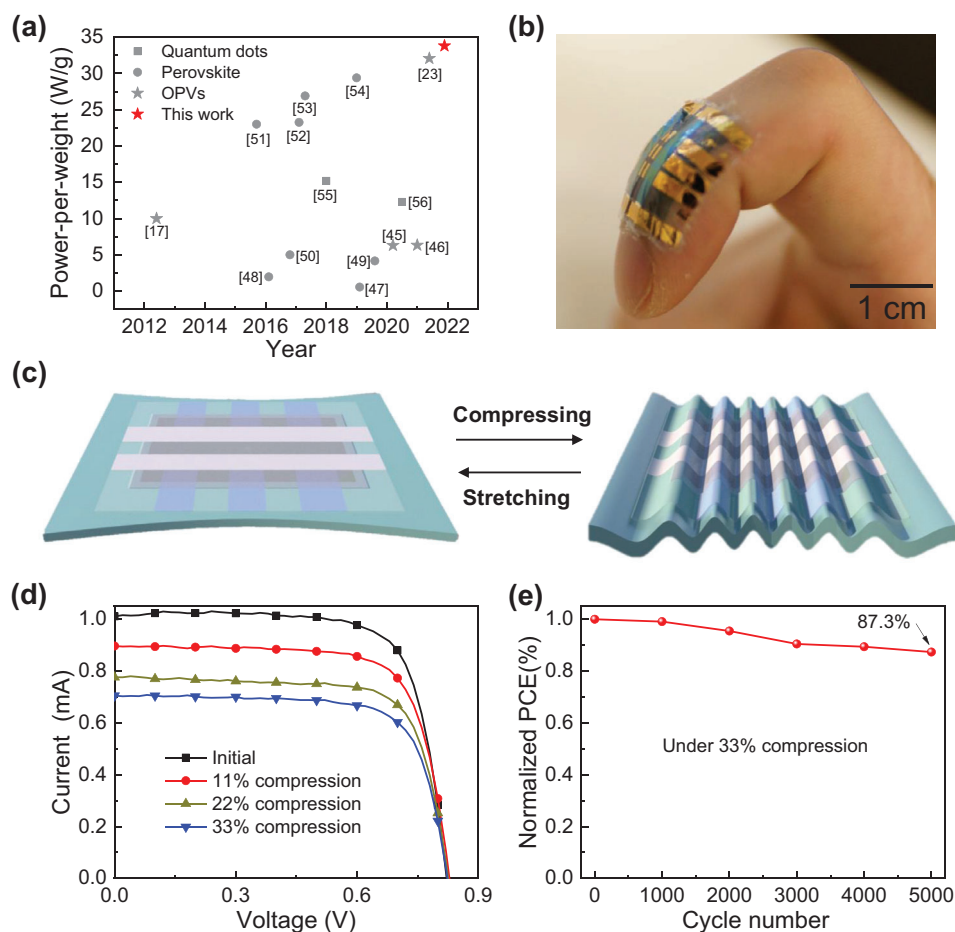 (a)
Power-per-weight (W/g)
35
30
25
20
15
10
5
0
Quantum dots
Perovskite
OPVs
This work
[17]
[51]
[53]
[52]
[54]
[23]
[55]
[56]
[45]
[46]
[50]
[49]
[48]
[47]
2012 2014 2016 2018 2020 2022
Year
(b)
1 cm
(c)
Compressing
Stretching
(d)
Current (mA)
1.0
0.8
0.6
0.4
0.2
0.0
Initial
11% compression
22% compression
33% compression
0.0 0.3 0.6 0.9
Voltage (V)
(e)
Normalized PCE(%)
1.0
0.8
0.6
0.4
0.2
0.0
87.3%
Under 33% compression
0 1000 2000 3000 4000 5000
Cycle number